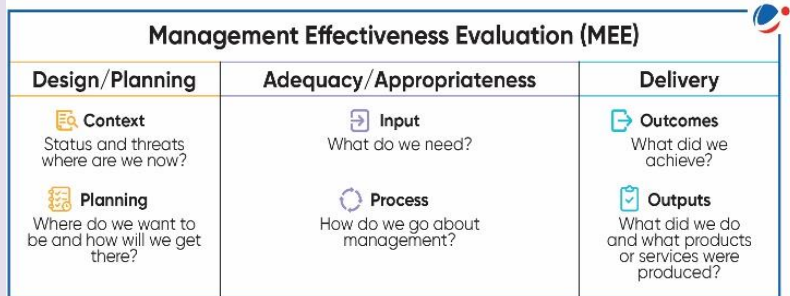 Management Effectiveness Evaluation (MEE)
Design/Planning
Adequacy/Appropriateness
Delivery
Context
Status and threats
where are we now?
Planning
Where do we want to
be and how will we get
there?
Input
What do we need?
Process
How do we go about
management?
Outcomes
What did we
achieve?
Outputs
What did we do
and what products
or services were
produced?